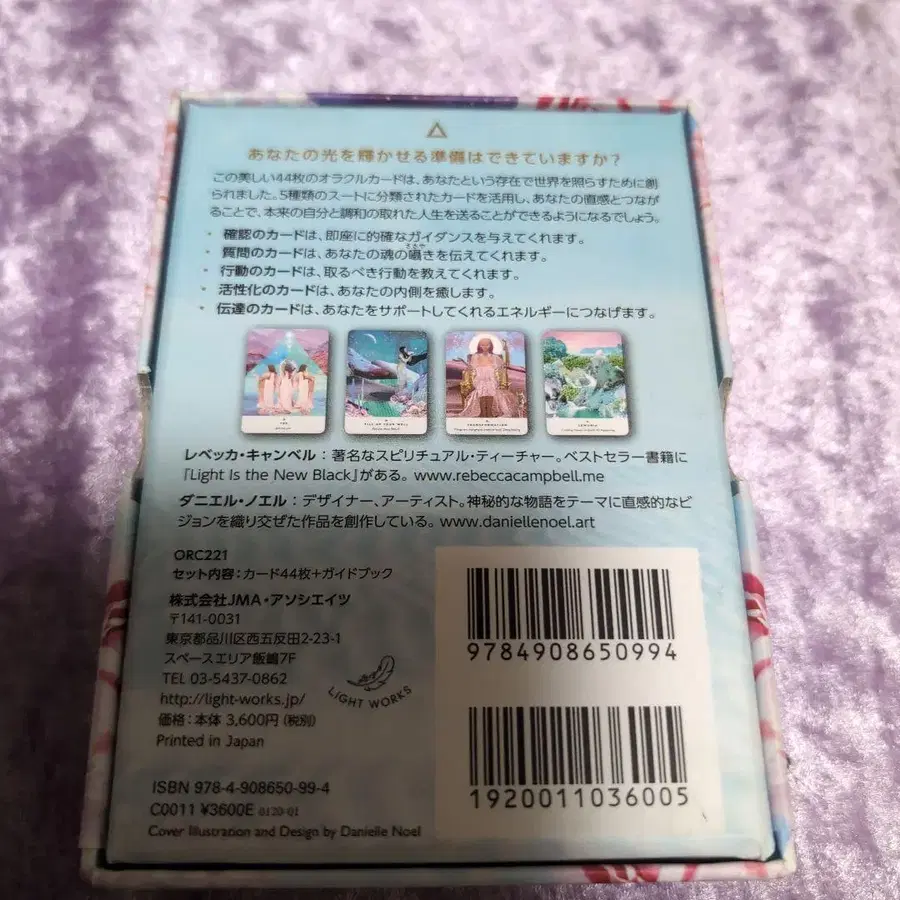 あなたの光を輝かせる準備はできていますか？
この美しい44枚のオラクルカードは、あなたという存在で世界を照らすために創
られました。5種類のスートに分類されたカードを活用し、あなたの直感とつなが
ることで、本来の自分と調和の取れた人生を送ることができるようになるでしょう。
・ 確認のカードは、即座に的確なガイダンスを与えてくれます。
・ 質問のカードは、あなたの魂の囁きを伝えてくれます。
・ 行動のカードは、取るべき行動を教えてくれます。
・ 活性化のカードは、あなたの内側を癒します。
・ 伝達のカードは、あなたをサポートしてくれるエネルギーにつなげます。
FILL UP YOUR WELL
TRANSFORMATION
LEMURIA
レベッカ・キャンベル：著名なスピリチュアル・ティーチャー。ベストセラー書籍に
『Light Is the New Black』がある。www.rebeccacampbell.me
ダニエル・ノエル：デザイナー、アーティスト。神秘的な物語をテーマに直感的なビ
ジョンを織り交ぜた作品を創作している。www.daniellenoel.art
ORC221
セット内容：カード44枚＋ガイドブック
株式会社JMA・アソシエイツ
〒141-0031
東京都品川区西五反田2-23-1
スペースエリア飯嶋7F
TEL 03-5437-0862
http://light-works.jp/
価格：本体 3,600円（税別）
Printed in Japan
LIGHT WORKS
ISBN 978-4-908650-99-4
C0011 ¥3600E 0120-01
Cover Illustration and Design by Danielle Noel
9784908650994
1920011036005